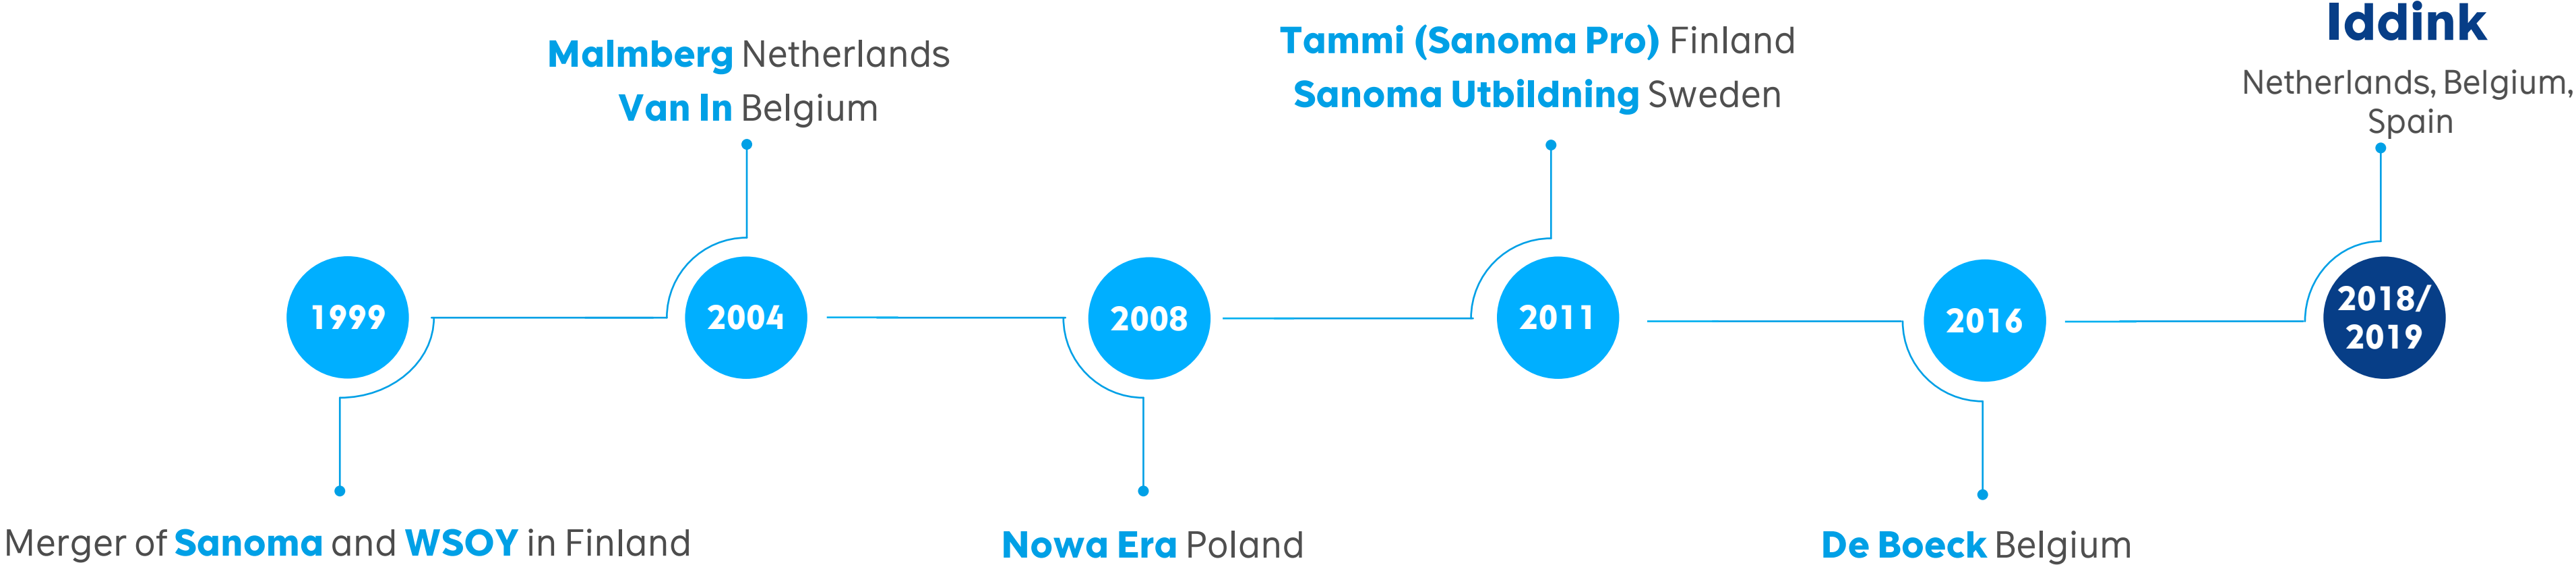 Malmberg Netherlands
Van In Belgium
Tammi (Sanoma Pro) Finland
Sanoma Utbildning Sweden
Iddink
Netherlands, Belgium,
Spain
1999
2004
2008
2011
2016
2018/
2019
Merger of Sanoma and WSOY in Finland
Nowa Era Poland
De Boeck Belgium